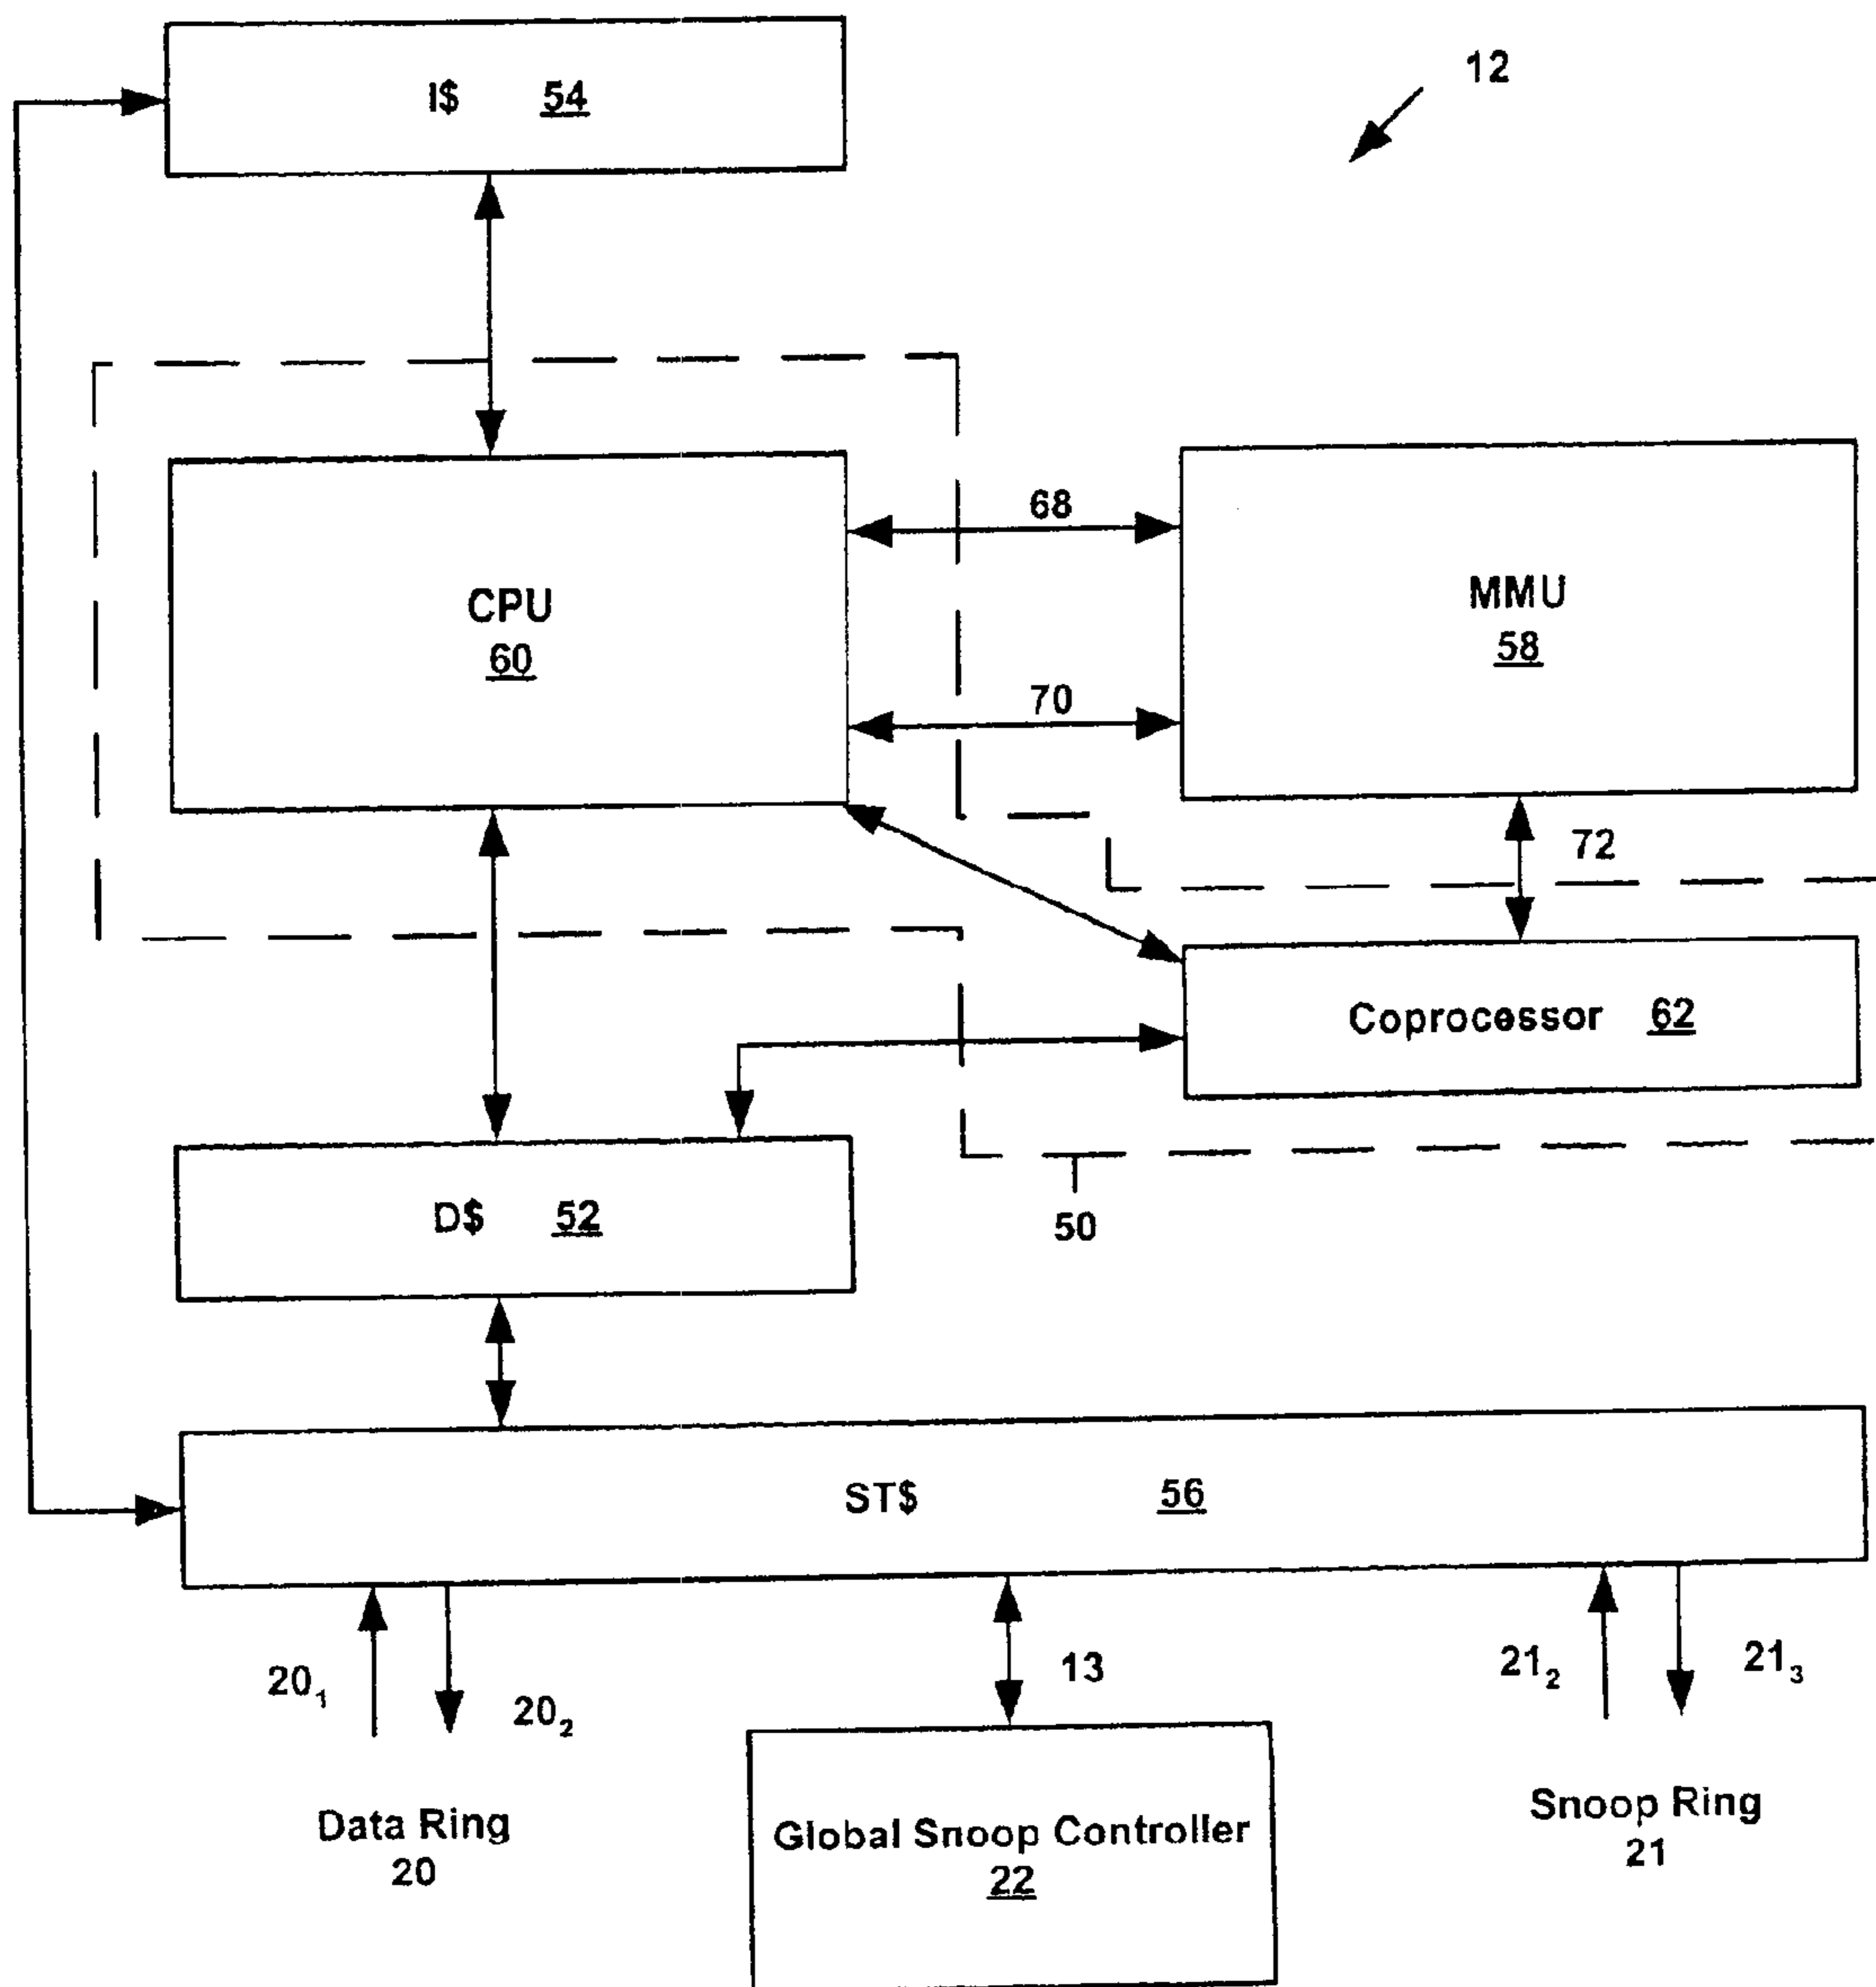 12
I$ 54
68
CPU
60
MMU
58
70
72
Coprocessor 62
D$ 52
50
ST$ 56
20₁
20₂
13
21₂
21₃
Data Ring
20
Global Snoop Controller
22
Snoop Ring
21